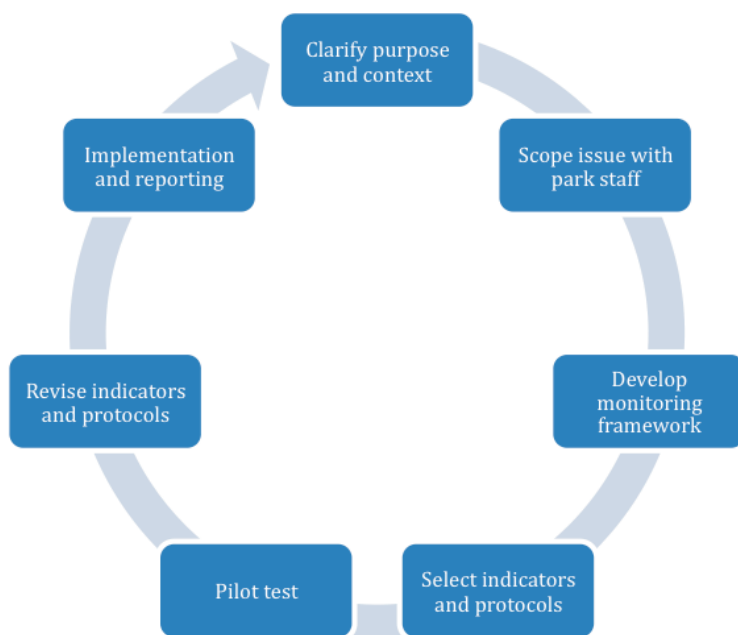 Clarify purpose
and context
Scope issue with
park staff
Develop
monitoring
framework
Select indicators
and protocols
Pilot test
Revise indicators
and protocols
Implementation
and reporting